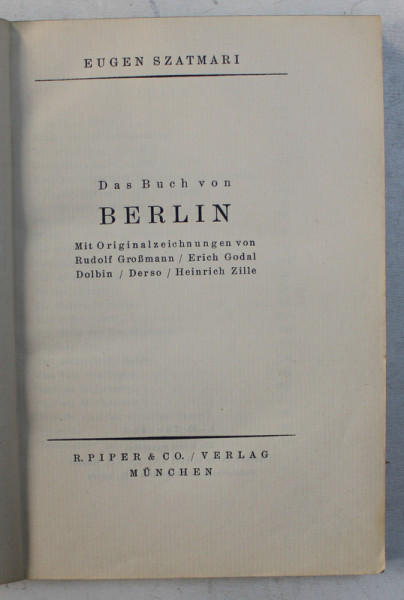 EUGEN SZATMARI
Das Buch von
BERLIN
Mit Originalzeichnungen von
Rudolf Großmann / Erich Godal
Dolbin / Derso / Heinrich Zille
R. PIPER & CO. / VERLAG
MÜNCHEN